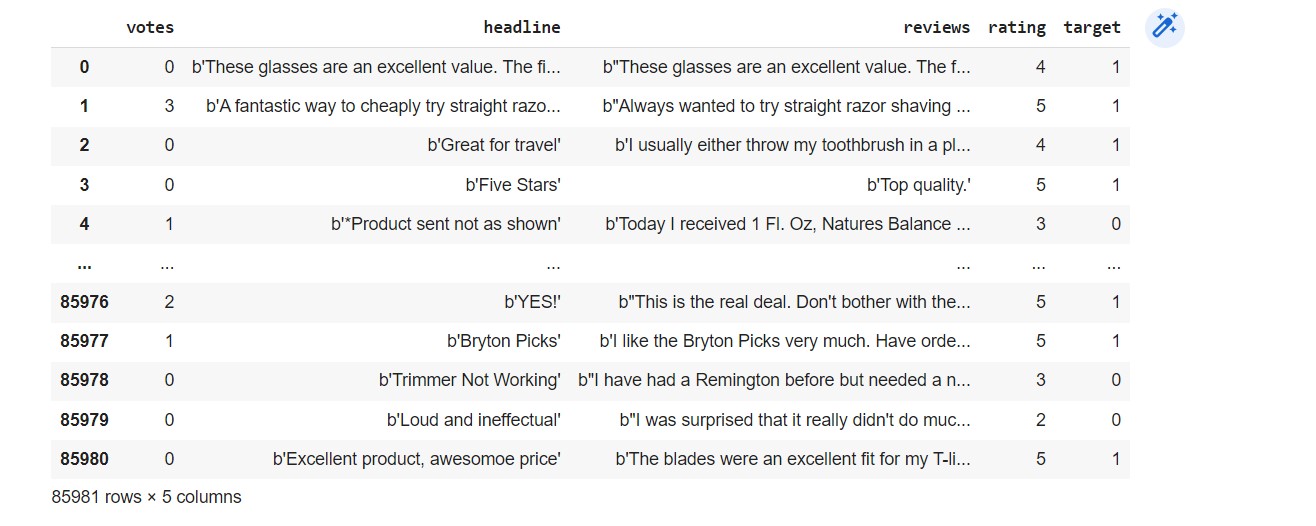 votes headline reviews rating target
0 0 b'These glasses are an excellent value. The fi... b"These glasses are an excellent value. The f... 4 1
1 3 b'A fantastic way to cheaply try straight razo... b"Always wanted to try straight razor shaving ... 5 1
2 0 b'Great for travel' b'I usually either throw my toothbrush in a pl... 4 1
3 0 b'Five Stars' b'Top quality.' 5 1
4 1 b'*Product sent not as shown' b'Today I received 1 Fl. Oz, Natures Balance ... 3 0
... ... ... ... ... ...
85976 2 b'YES!' b"This is the real deal. Don't bother with the... 5 1
85977 1 b'Bryton Picks' b'I like the Bryton Picks very much. Have orde... 5 1
85978 0 b'Trimmer Not Working' b"I have had a Remington before but needed a n... 3 0
85979 0 b'Loud and ineffectual' b"I was surprised that it really didn't do muc... 2 0
85980 0 b'Excellent product, awesomoe price' b'The blades were an excellent fit for my T-li... 5 1
85981 rows × 5 columns